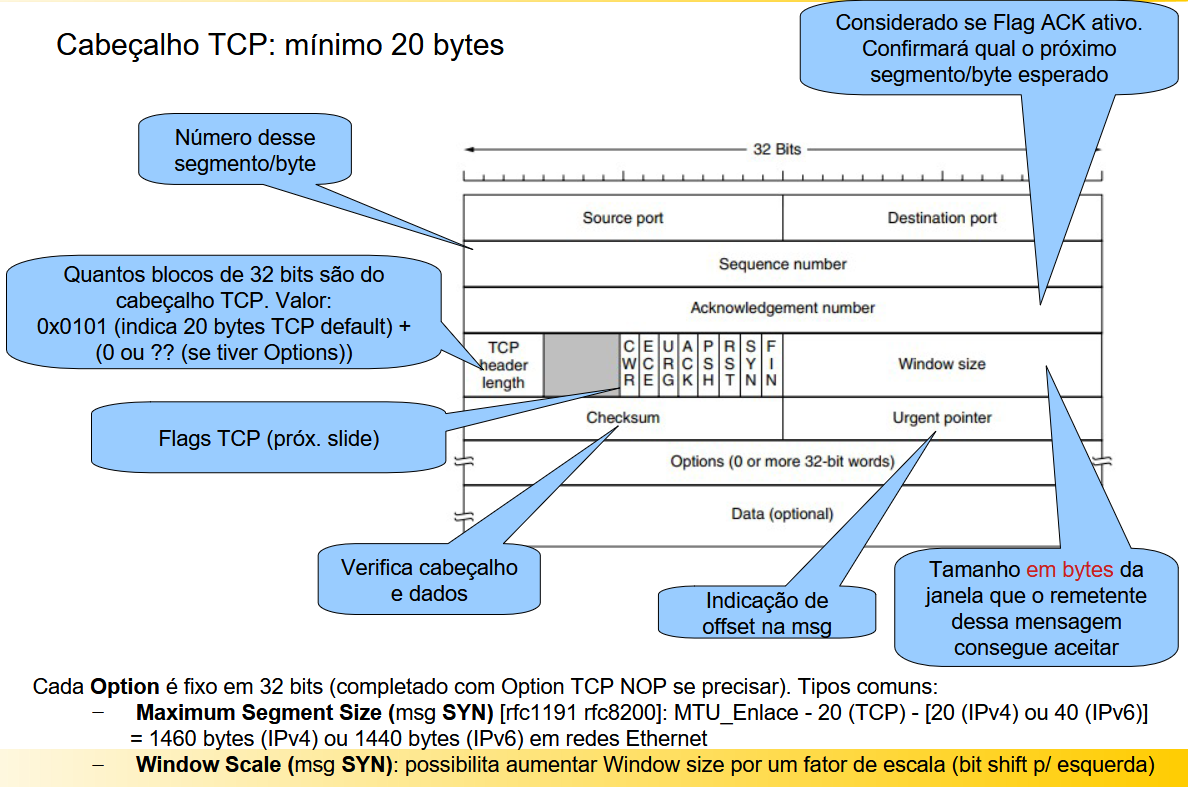 Cabeçalho TCP: mínimo 20 bytes
Considerado se Flag ACK ativo.
Confirmará qual o próximo
segmento/byte esperado
Número desse
segmento/byte
32 Bits
Source port
Destination port
Sequence number
Acknowledgement number
Quantos blocos de 32 bits são do
cabeçalho TCP. Valor:
0x0101 (indica 20 bytes TCP default) +
(0 ou ?? (se tiver Options))
TCP
header
length
CWR
ECE
URG
ACK
PSH
RST
SYN
FIN
Window size
Flags TCP (próx. slide)
Checksum
Urgent pointer
Options (0 or more 32-bit words)
Data (optional)
Verifica cabeçalho
e dados
Indicação de
offset na msg
Tamanho em bytes da
janela que o remetente
dessa mensagem
consegue aceitar
Cada Option é fixo em 32 bits (completado com Option TCP NOP se precisar). Tipos comuns:
– Maximum Segment Size (msg SYN) [rfc1191 rfc8200]: MTU_Enlace - 20 (TCP) - [20 (IPv4) ou 40 (IPv6)]
= 1460 bytes (IPv4) ou 1440 bytes (IPv6) em redes Ethernet
– Window Scale (msg SYN): possibilita aumentar Window size por um fator de escala (bit shift p/ esquerda)